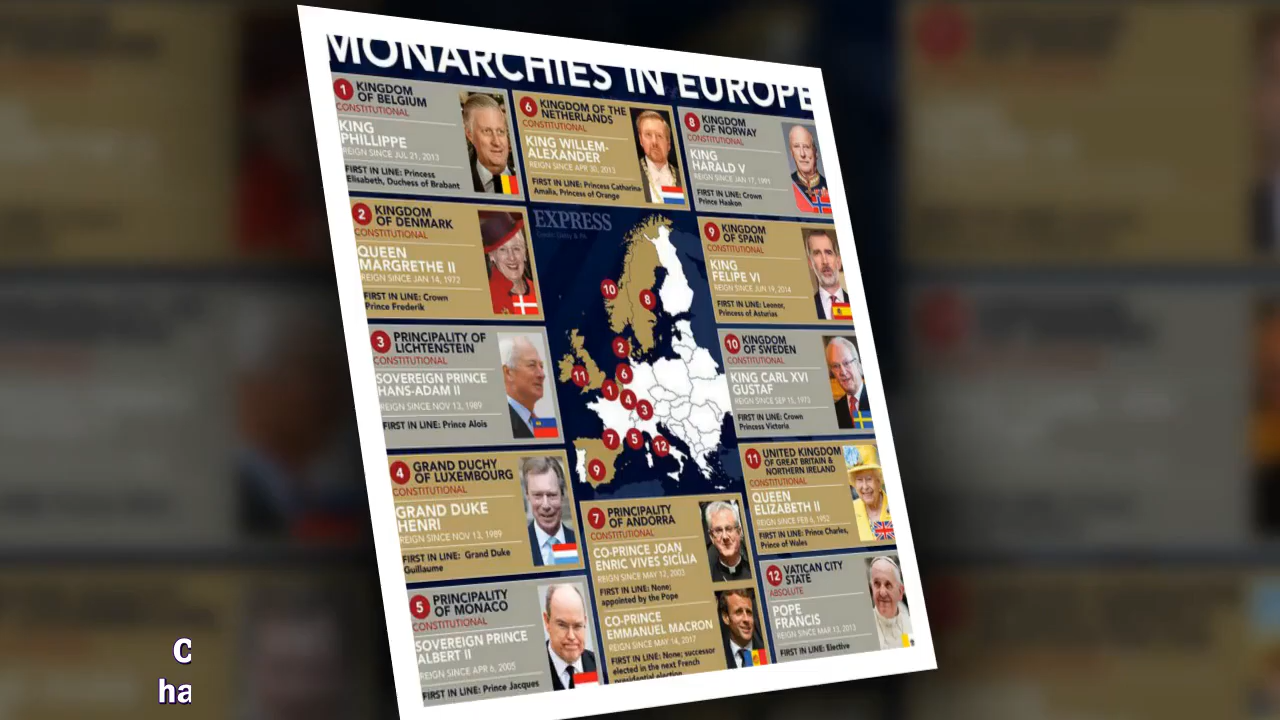 MONARCHIES IN EUROPE
1 KINGDOM
OF BELGIUM
CONSTITUTIONAL
KING
PHILIPPE
REIGN SINCE JUL 21, 2013
FIRST IN LINE: Princess
Elisabeth, Duchess of Brabant
6 KINGDOM OF THE
NETHERLANDS
CONSTITUTIONAL
KING WILLEM-
ALEXANDER
REIGN SINCE APR 30, 2013
FIRST IN LINE: Princess Catharina-
Amalia, Princess of Orange
8 KINGDOM
OF NORWAY
CONSTITUTIONAL
KING
HARALD V
REIGN SINCE JAN 17, 1991
FIRST IN LINE: Crown
Prince Haakon
2 KINGDOM
OF DENMARK
CONSTITUTIONAL
QUEEN
MARGRETHE II
REIGN SINCE JAN 14, 1972
FIRST IN LINE: Crown
Prince Frederik
EXPRESS
9 KINGDOM
OF SPAIN
CONSTITUTIONAL
KING
FELIPE VI
REIGN SINCE JUN 19, 2014
FIRST IN LINE: Leonor,
Princess of Asturias
3 PRINCIPALITY OF
LICHTENSTEIN
CONSTITUTIONAL
SOVEREIGN PRINCE
HANS-ADAM II
REIGN SINCE NOV 13, 1989
FIRST IN LINE: Prince Alois
10
8
2
11
6
1
4
3
7
5
12
9
10 KINGDOM
OF SWEDEN
CONSTITUTIONAL
KING CARL XVI
GUSTAF
REIGN SINCE SEP 15, 1973
FIRST IN LINE: Crown
Princess Victoria
4 GRAND DUCHY
OF LUXEMBOURG
CONSTITUTIONAL
GRAND DUKE
HENRI
REIGN SINCE NOV 13, 1989
FIRST IN LINE: Grand Duke
Guillaume
11 UNITED KINGDOM
OF GREAT BRITAIN &
NORTHERN IRELAND
CONSTITUTIONAL
QUEEN
ELIZABETH II
REIGN SINCE FEB 6, 1952
FIRST IN LINE: Prince Charles,
Prince of Wales
5 PRINCIPALITY
OF MONACO
CONSTITUTIONAL
SOVEREIGN PRINCE
ALBERT II
REIGN SINCE APR 6, 2005
FIRST IN LINE: Prince Jacques
7 PRINCIPALITY
OF ANDORRA
CONSTITUTIONAL
CO-PRINCE JOAN
ENRIC VIVES SICÍLIA
REIGN SINCE MAY 12, 2003
FIRST IN LINE: None;
appointed by the Pope
CO-PRINCE
EMMANUEL MACRON
REIGN SINCE MAY 14, 2017
FIRST IN LINE: None; successor
elected in the next French
presidential election
12 VATICAN CITY
STATE
ABSOLUTE
POPE
FRANCIS
REIGN SINCE MAR 13, 2013
FIRST IN LINE: Elective
C
ha